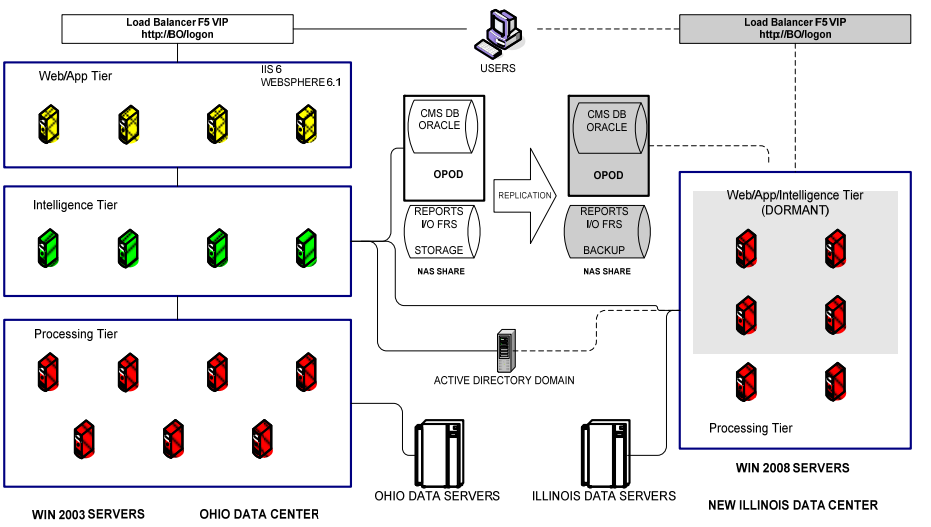 Load Balancer F5 VIP
http://BO/logon
USERS
Load Balancer F5 VIP
http://BO/logon
Web/App Tier
IIS 6
WEBSPHERE 6.1
CMS DB
ORACLE
OPOD
REPORTS
I/O FRS
STORAGE
NAS SHARE
REPLICATION
CMS DB
ORACLE
OPOD
REPORTS
I/O FRS
BACKUP
NAS SHARE
Intelligence Tier
Web/App/Intelligence Tier
(DORMANT)
Processing Tier
ACTIVE DIRECTORY DOMAIN
Processing Tier
OHIO DATA SERVERS
ILLINOIS DATA SERVERS
WIN 2008 SERVERS
NEW ILLINOIS DATA CENTER
WIN 2003 SERVERS
OHIO DATA CENTER